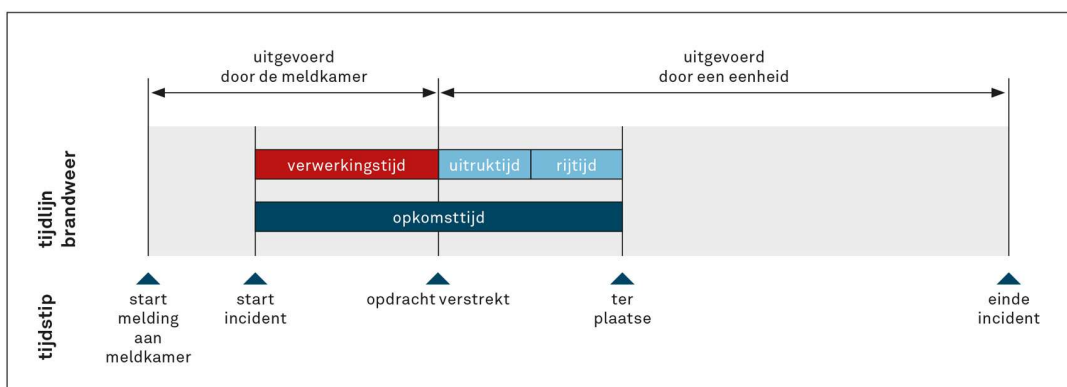 uitgevoerd
door de meldkamer
uitgevoerd
door een eenheid
tijdlijn
brandweer
verwerkingstijd
uitruktijd
rijtijd
opkomsttijd
tijdstip
start
melding
aan
meldkamer
start
incident
opdracht verstrekt
ter
plaatse
einde
incident